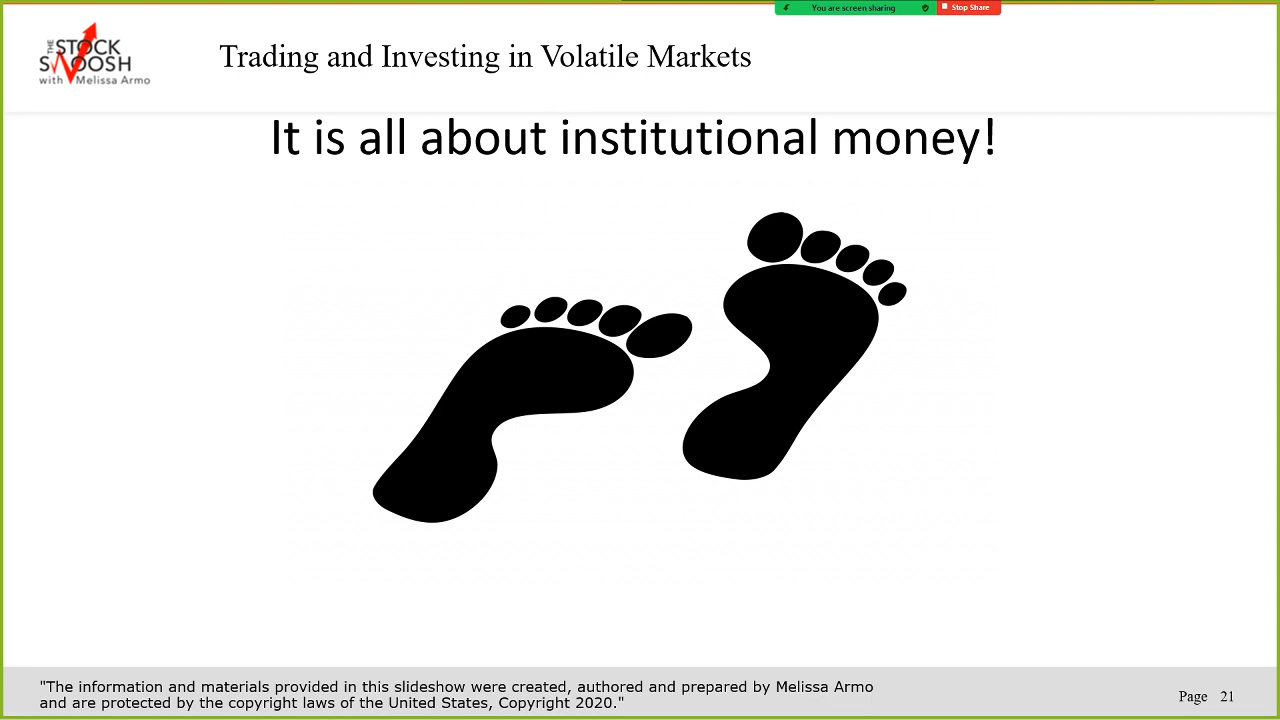 You are screen sharing
Stop Share
THE
STOCK
SWOOSH
with Melissa Armo
Trading and Investing in Volatile Markets
It is all about institutional money!
"The information and materials provided in this slideshow were created, authored and prepared by Melissa Armo
and are protected by the copyright laws of the United States, Copyright 2020."
Page 21